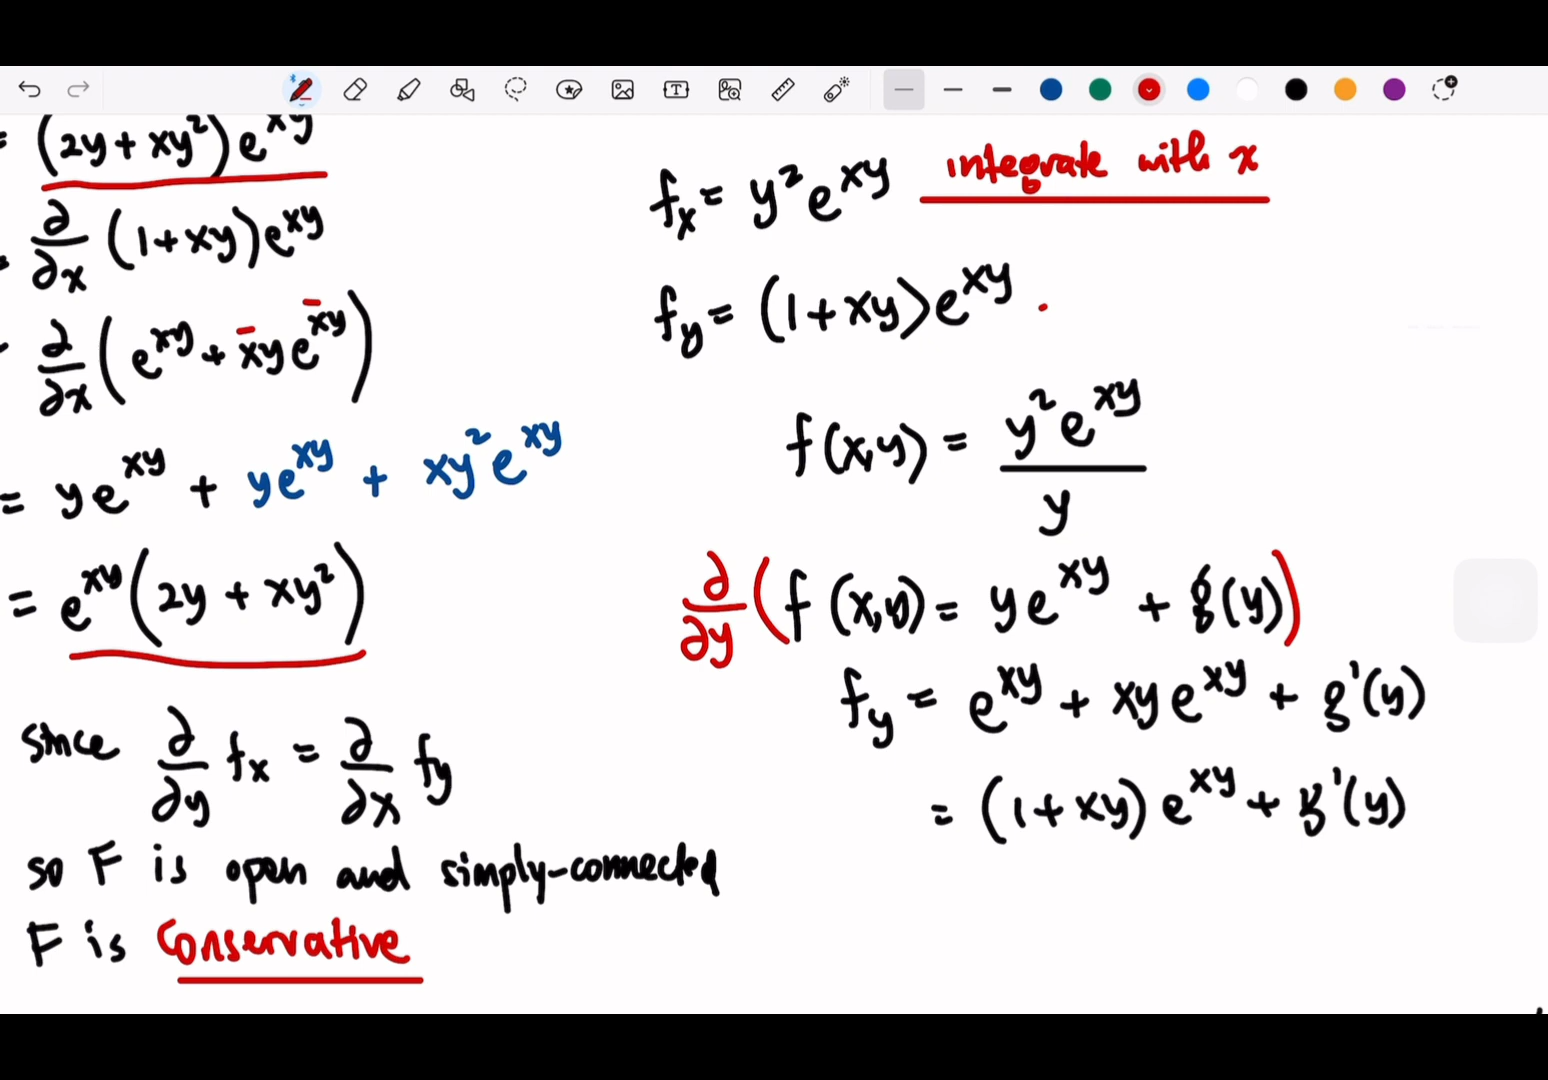 = (2y + xy²) e^xy
= ∂/∂x (1+xy)e^xy
= ∂/∂x (e^xy + xye^xy)
= ye^xy + ye^xy + xy²e^xy
= e^xy (2y + xy²)
since ∂/∂y fx = ∂/∂x fy
so F is open and simply-connected
F is Conservative
fx = y²e^xy integrate with x
fy = (1+xy)e^xy
f(x,y) = y²e^xy / y
∂/∂y (f(x,y) = ye^xy + g(y))
fy = e^xy + xye^xy + g'(y)
= (1+xy)e^xy + g'(y)